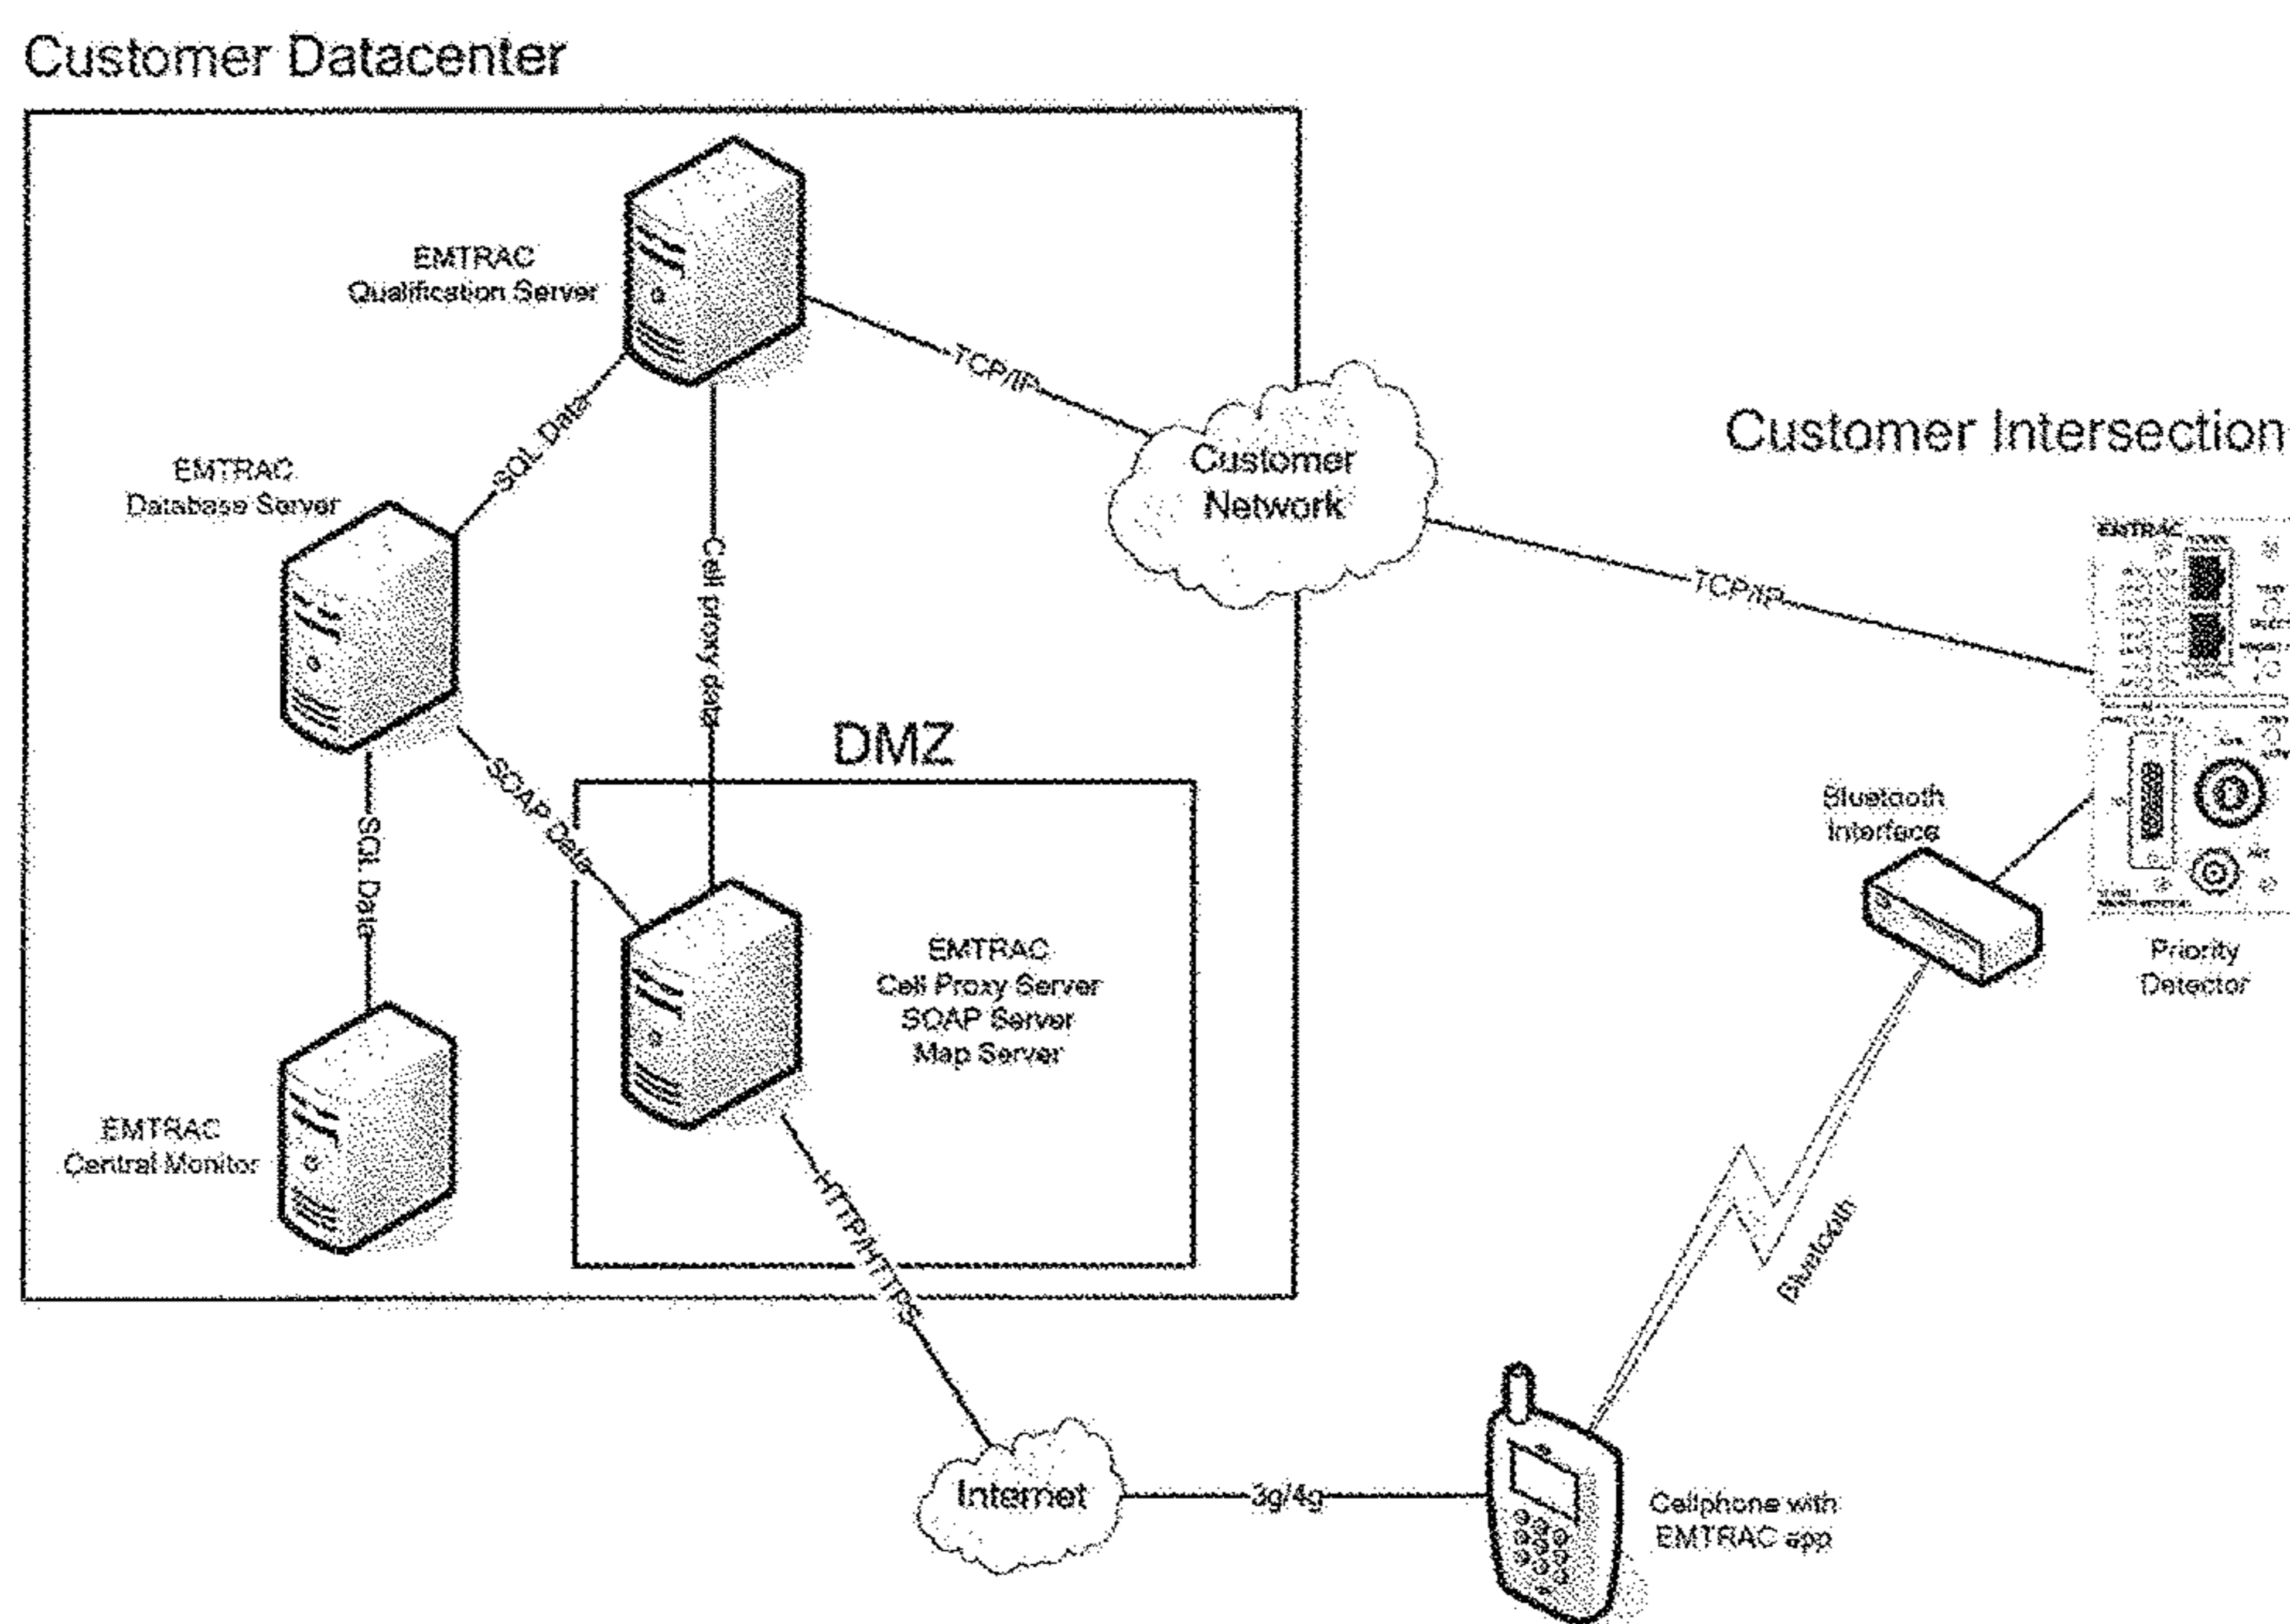 Customer Datacenter
EMTRAC
Qualification Server
TCP/IP
SQL Data
Customer
Network
Customer Intersection
EMTRAC
Database Server
Cell proxy data
TCP/IP
EMTRAC
DMZ
SOAP Data
SQL Data
Bluetooth
Interface
Priority
Detector
EMTRAC
Cell Proxy Server
SOAP Server
Map Server
EMTRAC
Central Monitor
HTTP/HTTPS
Bluetooth
Internet
3g/4g
Cellphone with
EMTRAC app